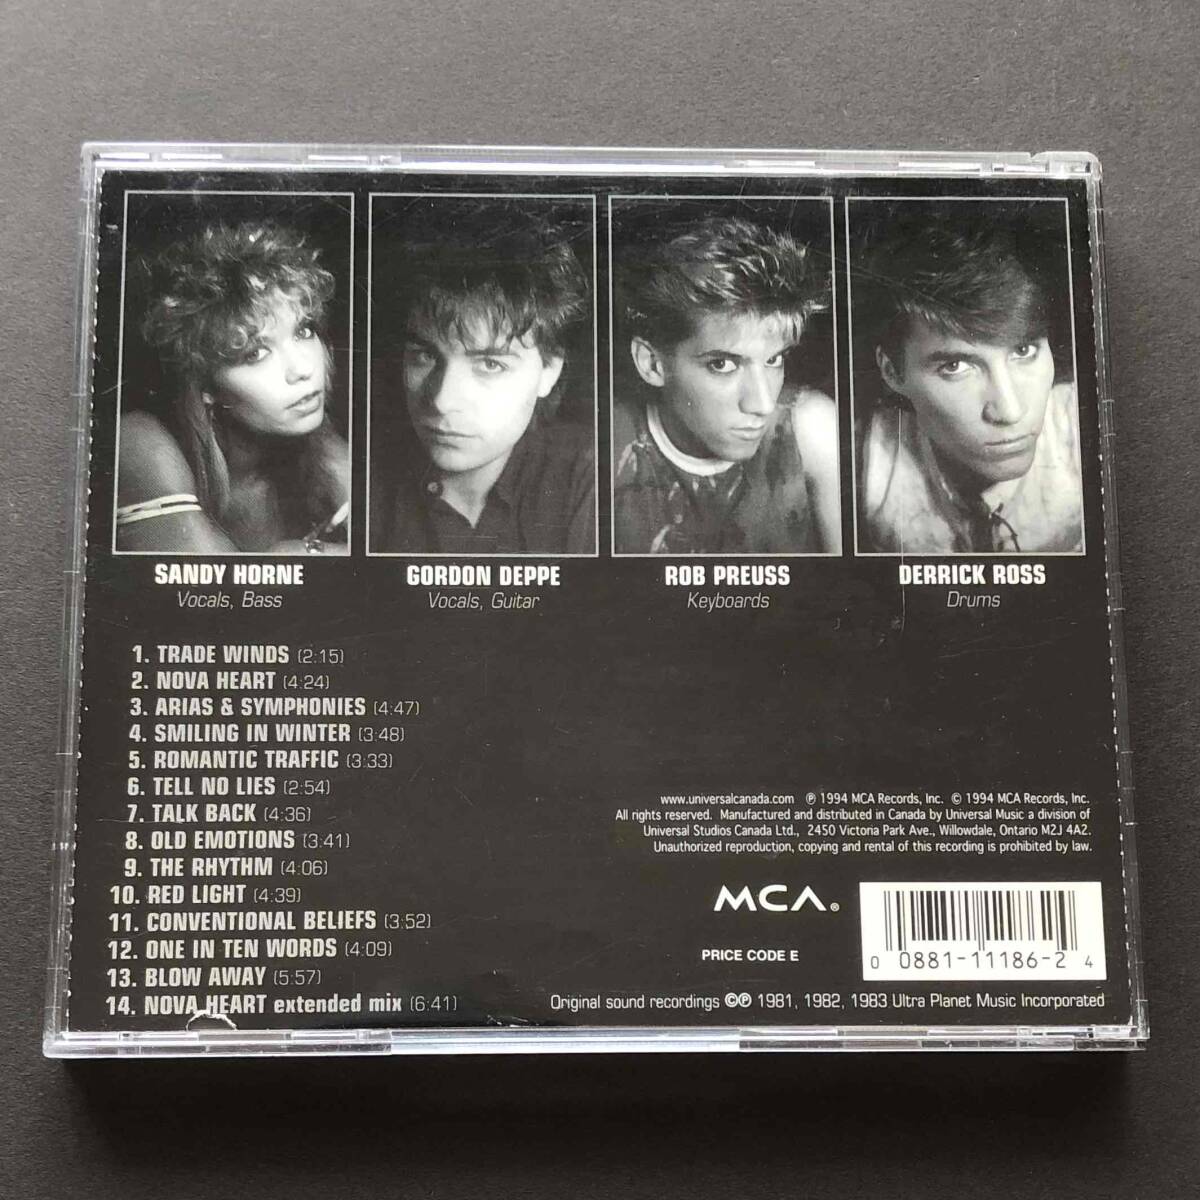 SANDY HORNE
Vocals, Bass
GORDON DEPPE
Vocals, Guitar
ROB PREUSS
Keyboards
DERRICK ROSS
Drums
1. TRADE WINDS (2:15)
2. NOVA HEART (4:24)
3. ARIAS & SYMPHONIES (4:47)
4. SMILING IN WINTER (3:48)
5. ROMANTIC TRAFFIC (3:33)
6. TELL NO LIES (2:54)
7. TALK BACK (4:36)
8. OLD EMOTIONS (3:41)
9. THE RHYTHM (4:06)
10. RED LIGHT (4:39)
11. CONVENTIONAL BELIEFS (3:52)
12. ONE IN TEN WORDS (4:09)
13. BLOW AWAY (5:57)
14. NOVA HEART extended mix (6:41)
www.universalcanada.com ℗ 1994 MCA Records, Inc. © 1994 MCA Records, Inc.
All rights reserved. Manufactured and distributed in Canada by Universal Music a division of
Universal Studios Canada Ltd., 2450 Victoria Park Ave., Willowdale, Ontario M2J 4A2.
Unauthorized reproduction, copying and rental of this recording is prohibited by law.
MCA®
PRICE CODE E
0 0881-11186-2 4
Original sound recordings ©℗ 1981, 1982, 1983 Ultra Planet Music Incorporated